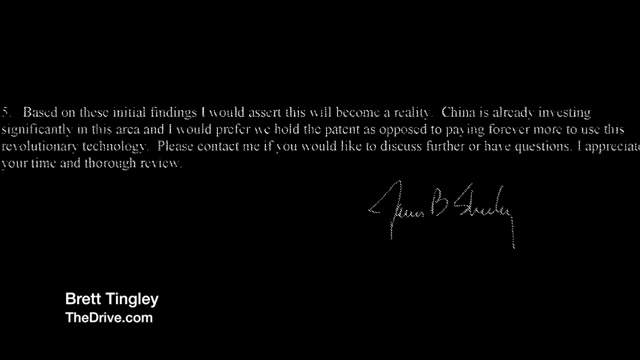 5. Based on these initial findings I would assert this will become a reality. China is already investing
significantly in this area and I would prefer we hold the patent as opposed to paying forever more to use this
revolutionary technology. Please contact me if you would like to discuss further or have questions. I appreciate
your time and thorough review.
James B Sheehy
Brett Tingley
TheDrive.com